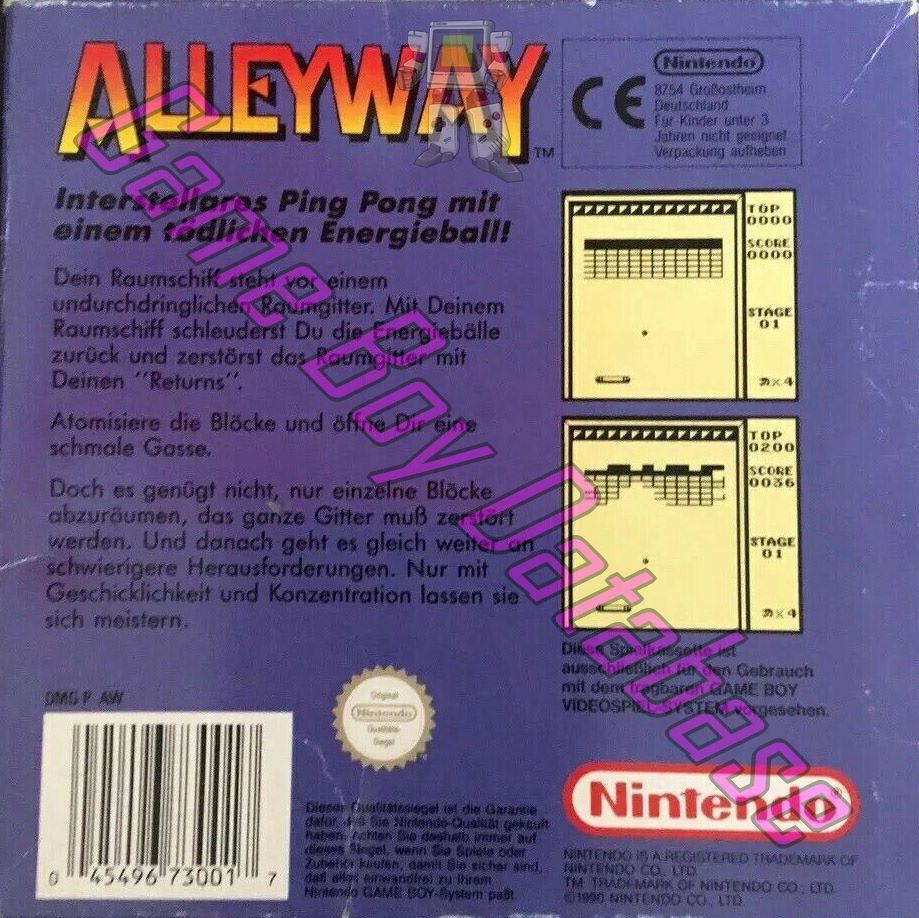 ALLEYWAY
TM
Interstellares Ping Pong mit
einem tödlichen Energieball!
Dein Raumschiff steht vor einem
undurchdringlichen Raumgitter. Mit Deinem
Raumschiff schleuderst Du die Energiebälle
zurück und zerstörst das Raumgitter mit
Deinen "Returns".
Atomisiere die Blöcke und öffne Dir eine
schmale Gasse.
Doch es genügt nicht, nur einzelne Blöcke
abzuräumen, das ganze Gitter muß zerstört
werden. Und danach geht es gleich weiter an
schwierigere Herausforderungen. Nur mit
Geschicklichkeit und Konzentration lassen sie
sich meistern.
CE
Nintendo
8754 Großostheim
Deutschland
Für Kinder unter 3
Jahren nicht geeignet
Verpackung aufheben
TOP
0000
SCORE
0000
STAGE
01
×4
TOP
0200
SCORE
0036
STAGE
01
×4
Diese Spielkassette ist
ausschließlich für den Gebrauch
mit dem tragbaren GAME BOY
VIDEOSPIEL-SYSTEM vorgesehen.
DMG P AW
0 45496 73001 7
Original
Nintendo
Qualitäts-
Siegel
Dieses Qualitätssiegel ist die Garantie
dafür, daß Sie Nintendo-Qualität gekauft
haben. Achten Sie deshalb immer auf
dieses Siegel, wenn Sie Spiele oder
Zubehör kaufen, damit Sie sicher sind,
daß alles einwandfrei zu Ihrem
Nintendo GAME BOY-System paßt.
Nintendo®
NINTENDO IS A REGISTERED TRADEMARK OF
NINTENDO CO., LTD.
TM: TRADEMARK OF NINTENDO CO., LTD.
©1990 NINTENDO CO., LTD.
Game Boy Database